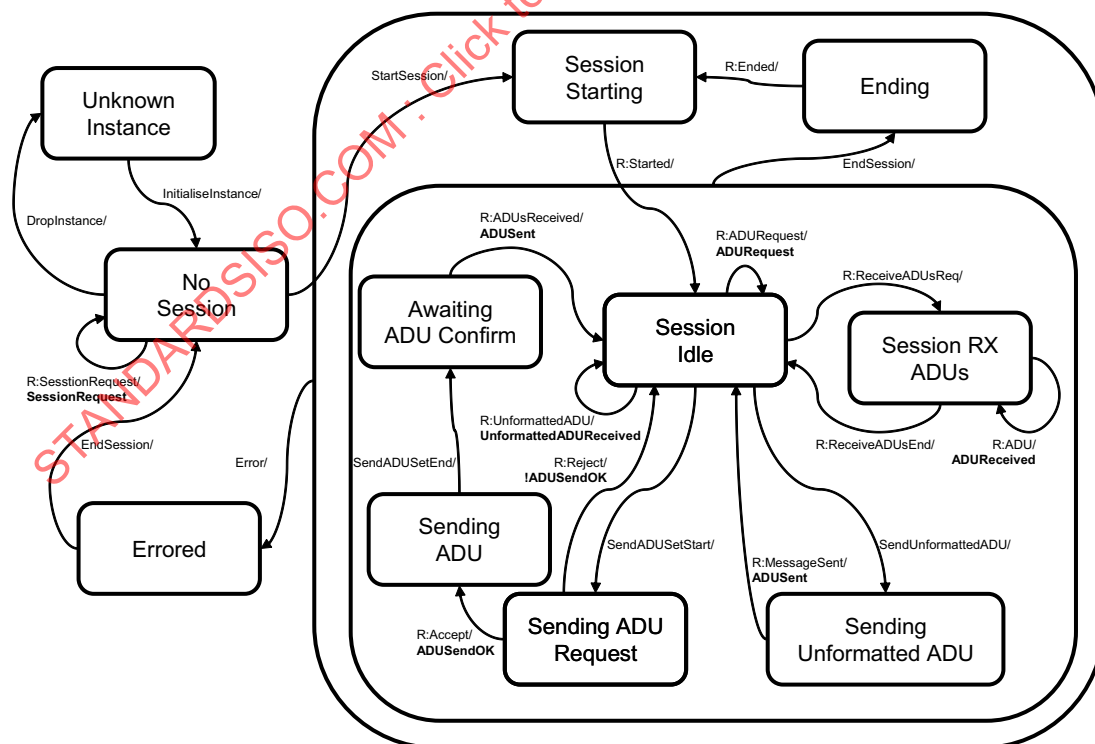 Unknown
Instance
InitialiseInstance/
DropInstance/
No
Session
R:SesstionRequest/
SessionRequest
EndSession/
Errored
Error/
StartSession/
Session
Starting
R:Ended/
Ending
R:Started/
EndSession/
R:ADUsReceived/
ADUSent
R:ADURequest/
ADURequest
R:ReceiveADUsReq/
Awaiting
ADU Confirm
Session
Idle
Session RX
ADUs
R:UnformattedADU/
UnformattedADUReceived
R:ReceiveADUsEnd/
R:ADU/
ADUReceived
SendADUSetEnd/
R:Reject/
!ADUSendOK
Sending
ADU
SendADUSetStart/
SendUnformattedADU/
R:MessageSent/
ADUSent
R:Accept/
ADUSendOK
Sending ADU
Request
Sending
Unformatted ADU
STANDARDSISO.COM : Click to